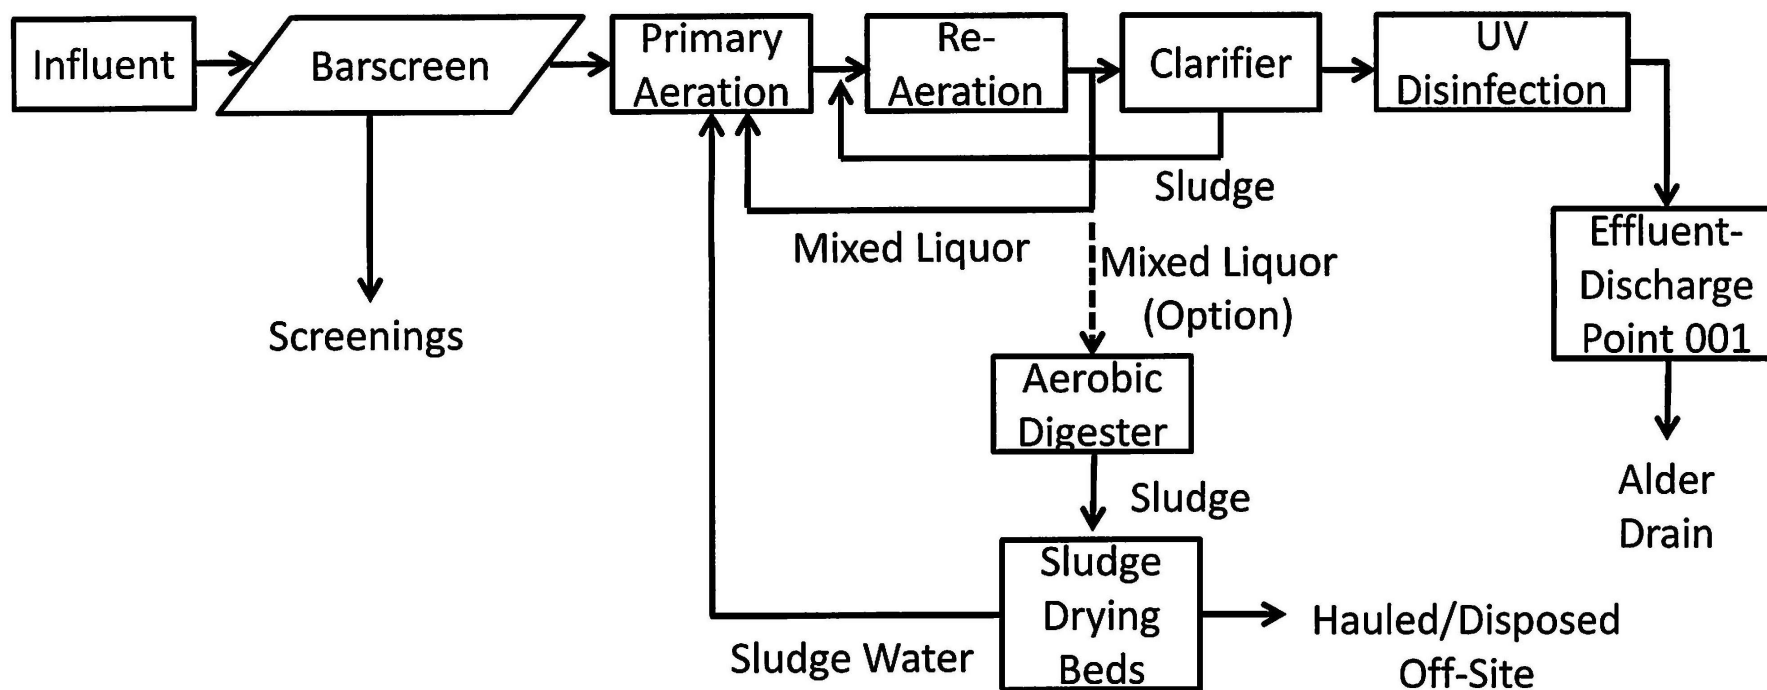 Influent
Barscreen
Primary
Aeration
Re-
Aeration
Clarifier
UV
Disinfection
Sludge
Mixed Liquor
Mixed Liquor
(Option)
Screenings
Effluent-
Discharge
Point 001
Aerobic
Digester
Sludge
Alder
Drain
Sludge
Drying
Beds
Sludge Water
Hauled/Disposed
Off-Site